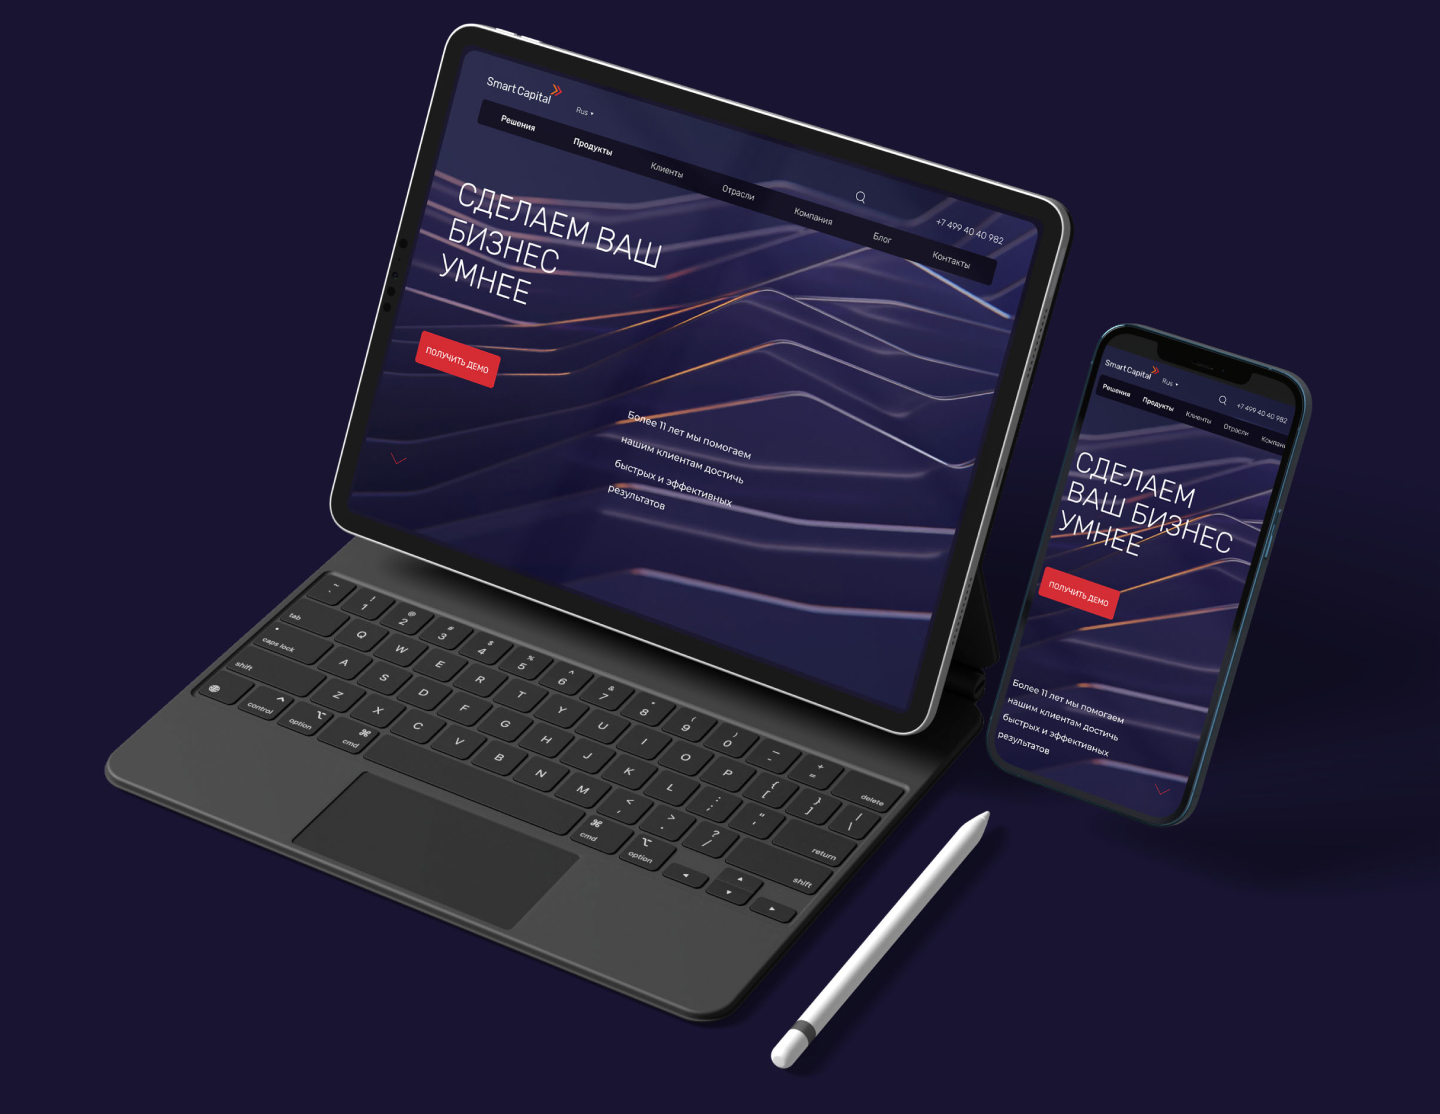 Smart Capital
Rus
Решения
Продукты
Клиенты
Отрасли
Компания
Блог
Контакты
+7 499 40 40 982
СДЕЛАЕМ ВАШ
БИЗНЕС
УМНЕЕ
ПОЛУЧИТЬ ДЕМО
Более 11 лет мы помогаем
нашим клиентам достичь
быстрых и эффективных
результатов
Smart Capital
Rus
+7 499 40 40 982
Решения
Продукты
Клиенты
Отрасли
Компани
СДЕЛАЕМ
ВАШ БИЗНЕС
УМНЕЕ
ПОЛУЧИТЬ ДЕМО
Более 11 лет мы помогаем
нашим клиентам достичь
быстрых и эффективных
результатов
! @ # $ % ^ & * ( ) _ +
1 2 3 4 5 6 7 8 9 0 - = delete
tab Q W E R T Y U I O P { [ } ] | \
caps lock A S D F G H J K L : ; " ' return
shift Z X C V B N M < , > . ? / shift
control option cmd cmd option